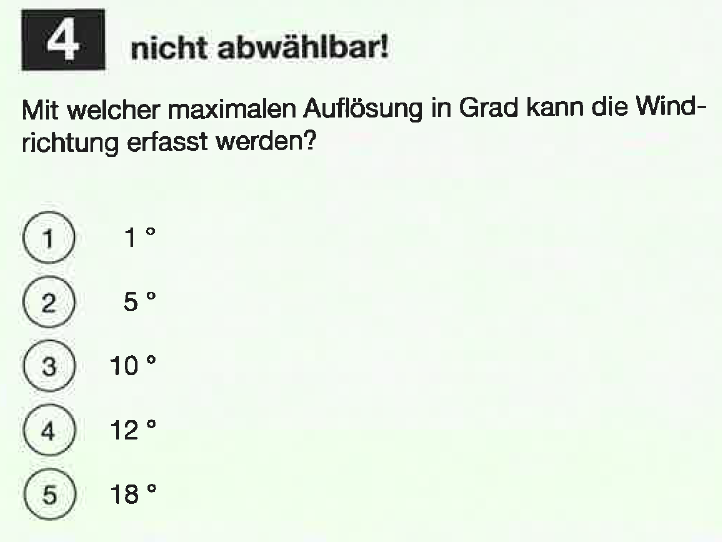 4 nicht abwählbar!
Mit welcher maximalen Auflösung in Grad kann die Wind-
richtung erfasst werden?
1 1 °
2 5 °
3 10 °
4 12 °
5 18 °